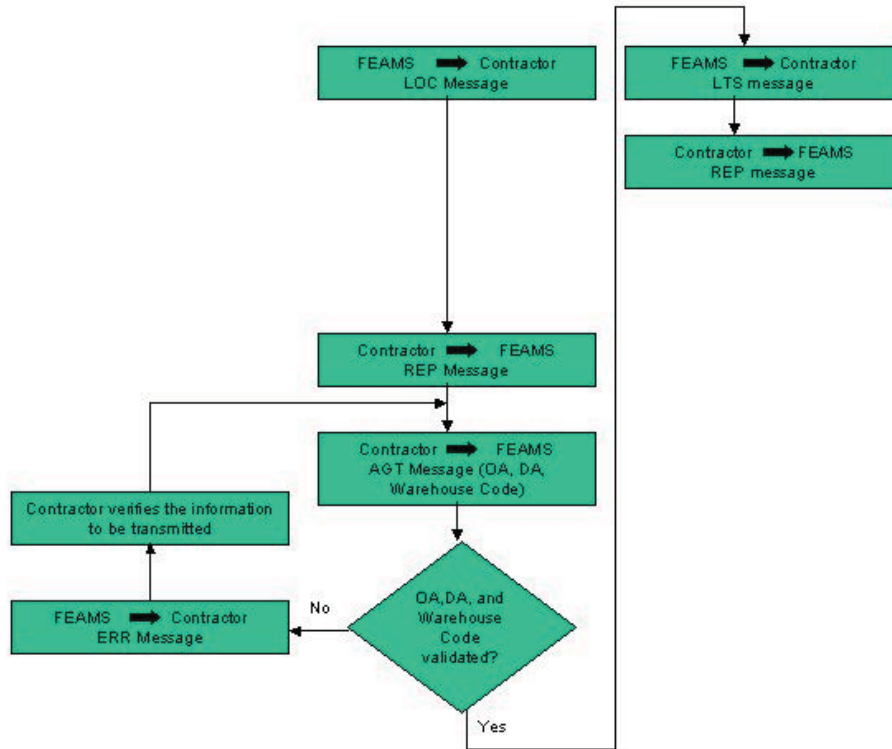 FEAMS Contractor
LOC Message
FEAMS Contractor
LTS message
Contractor FEAMS
REP message
Contractor FEAMS
REP Message
Contractor FEAMS
AGT Message (OA, DA,
Warehouse Code)
Contractor verifies the information
to be transmitted
FEAMS Contractor
ERR Message
No
OA,DA, and
Warehouse
Code
validated?
Yes